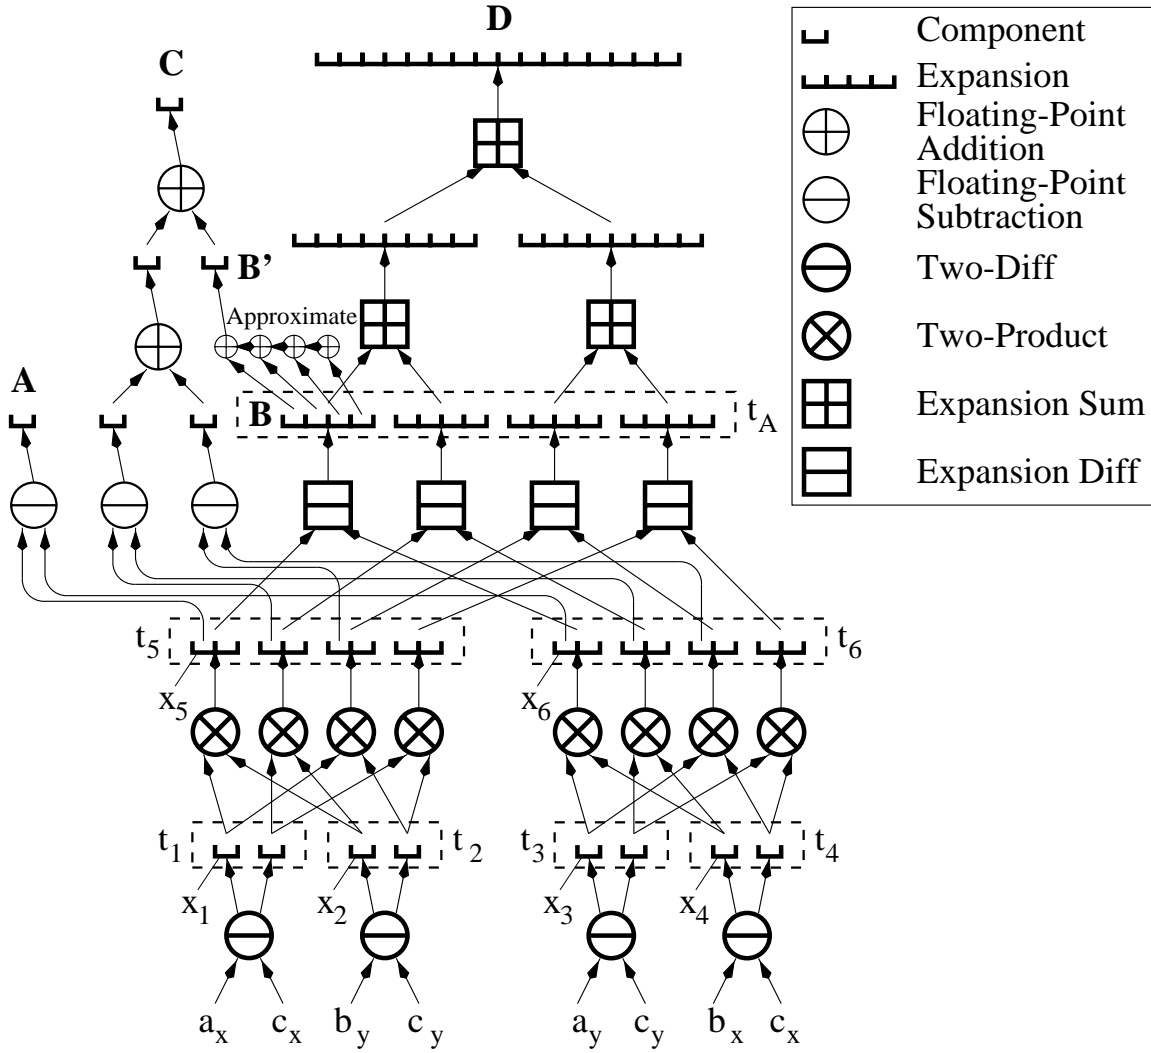 D
C
B’
Approximate
A
B
t_A
t_5
t_6
x_5
x_6
t_1
t_2
t_3
t_4
x_1
x_2
x_3
x_4
a_x
c_x
b_y
c_y
a_y
c_y
b_x
c_x
Component
Expansion
Floating-Point
Addition
Floating-Point
Subtraction
Two-Diff
Two-Product
Expansion Sum
Expansion Diff